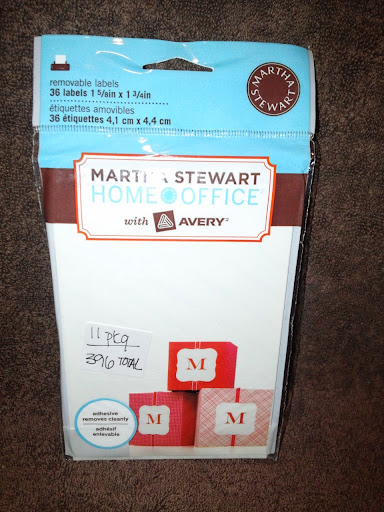 removable labels
36 labels 1 5/8in x 1 3/4in
étiquettes amovibles
36 étiquettes 4,1 cm x 4,4 cm
MARTHA STEWART
MARTHA STEWART
HOME OFFICE
with AVERY
11 pkg
396 TOTAL
M
M
M
adhesive
removes cleanly
adhésif
enlevable